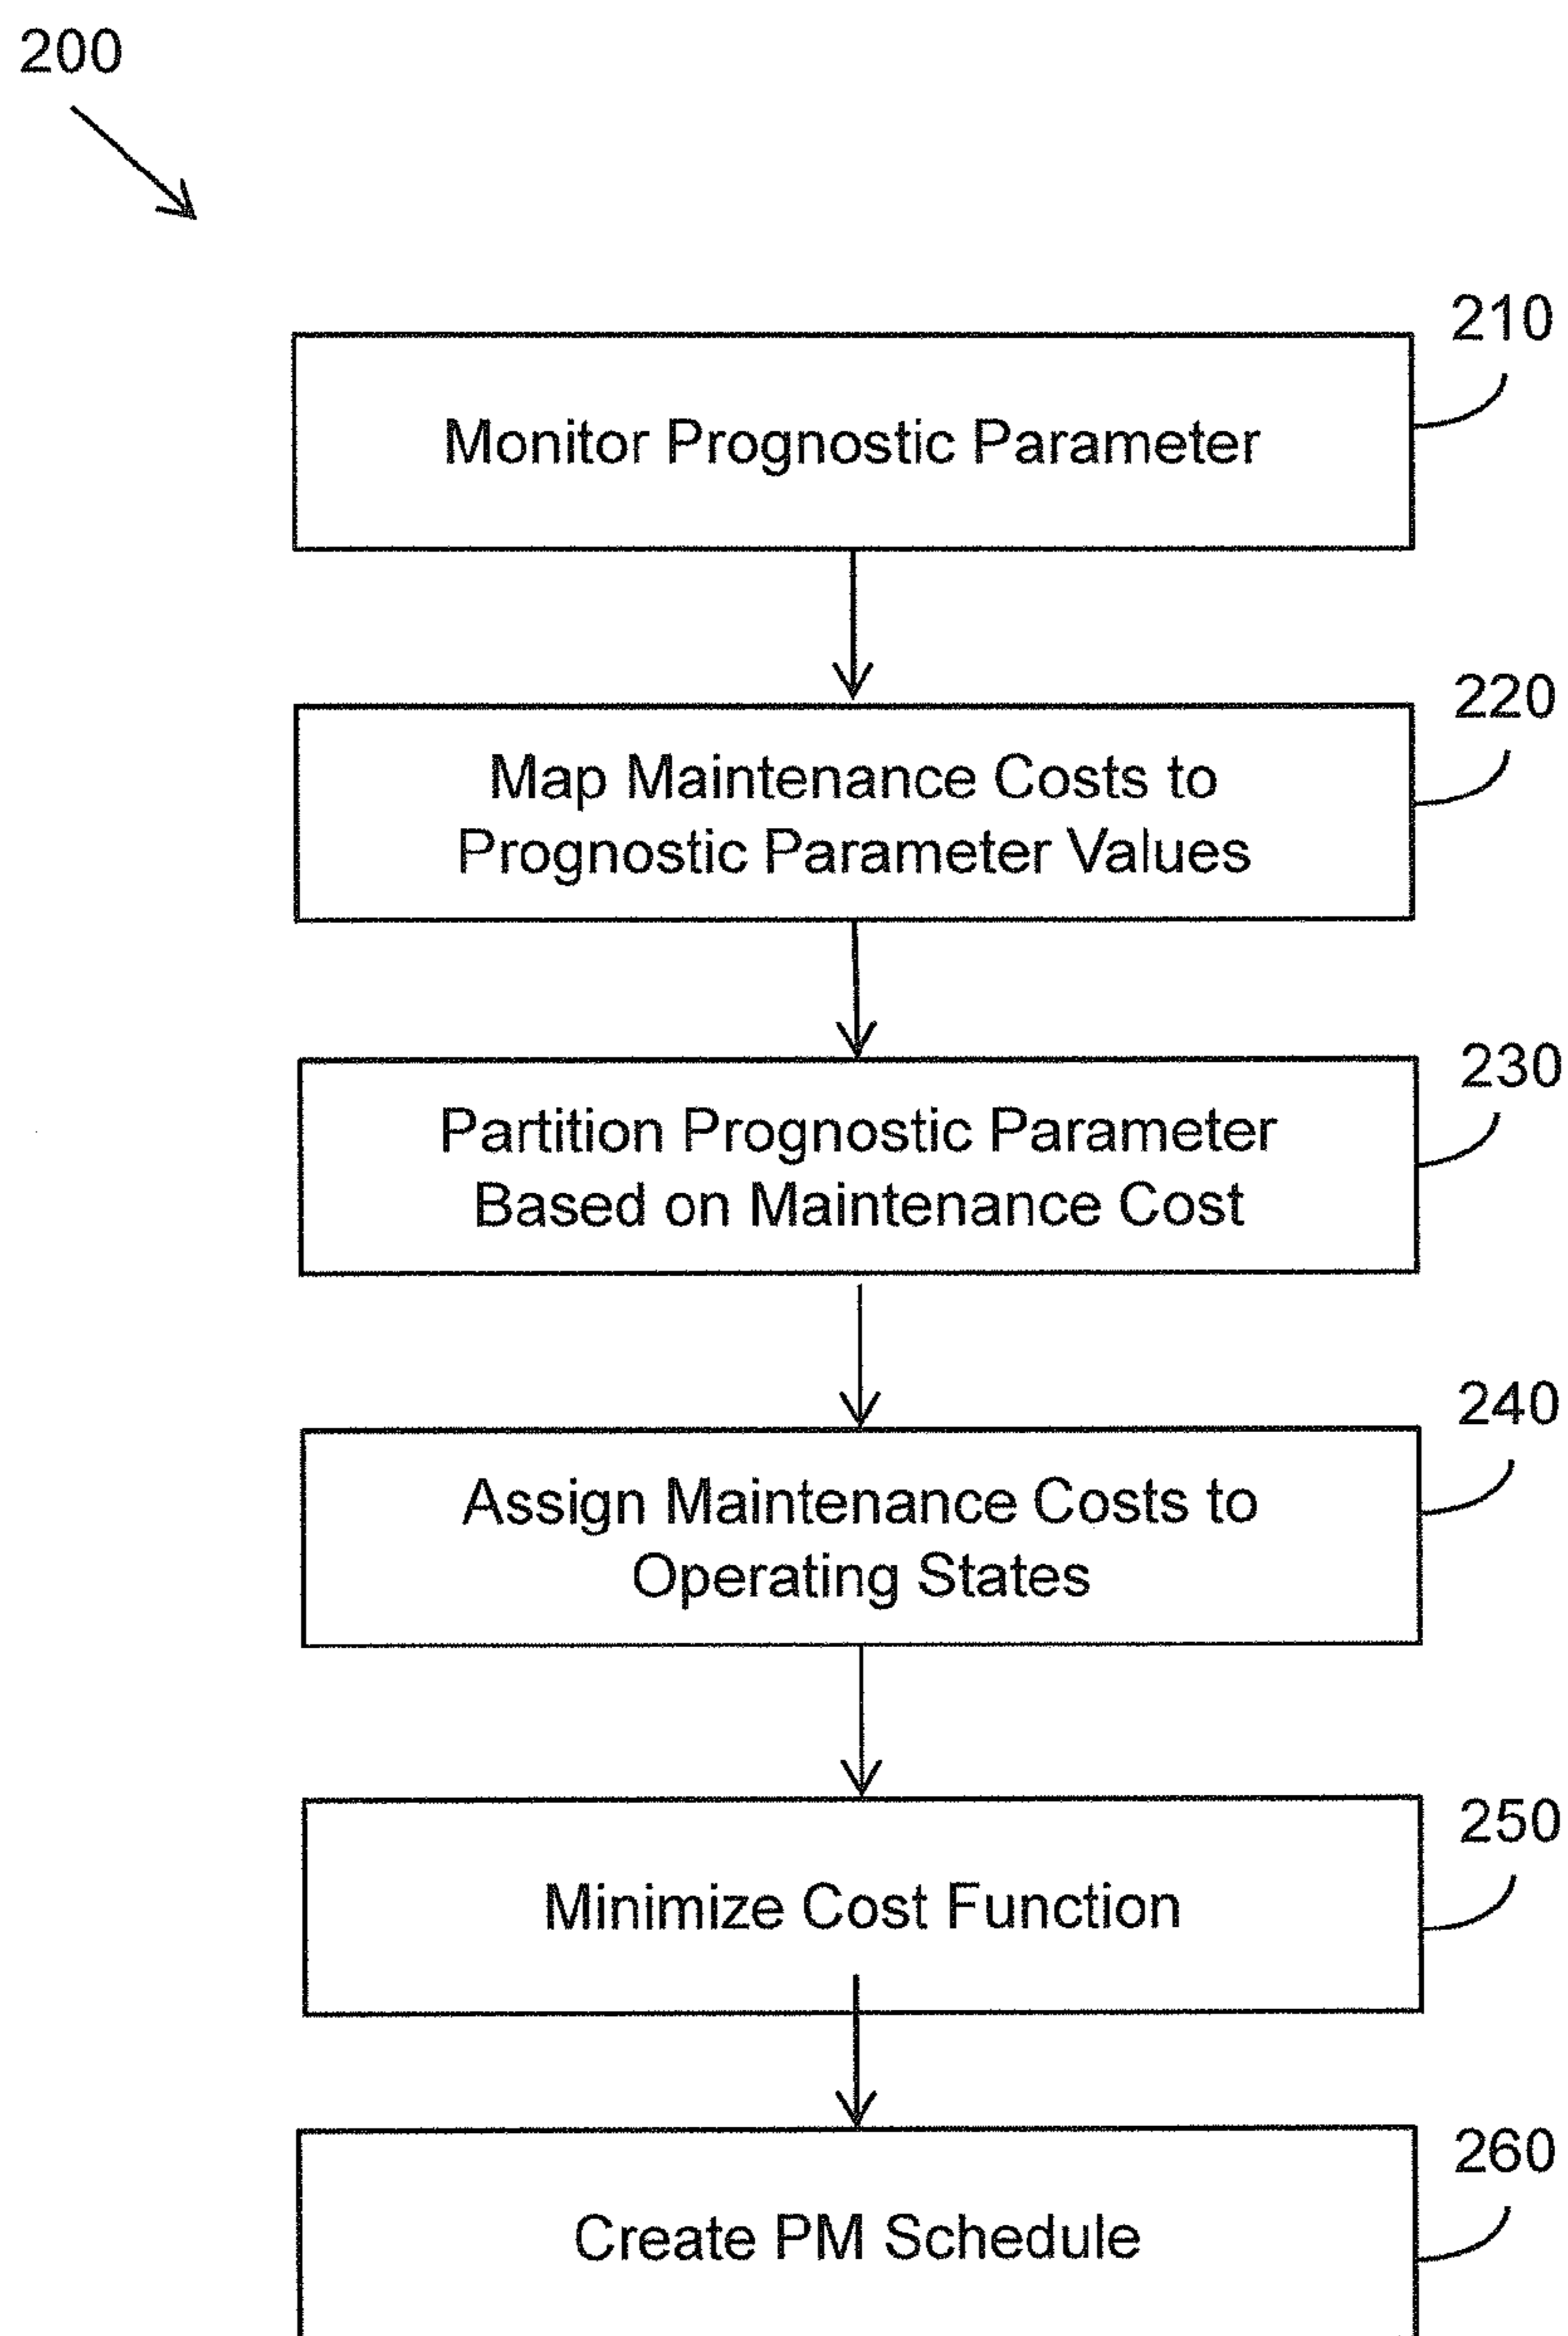 200
210
Monitor Prognostic Parameter
220
Map Maintenance Costs to
Prognostic Parameter Values
230
Partition Prognostic Parameter
Based on Maintenance Cost
240
Assign Maintenance Costs to
Operating States
250
Minimize Cost Function
260
Create PM Schedule